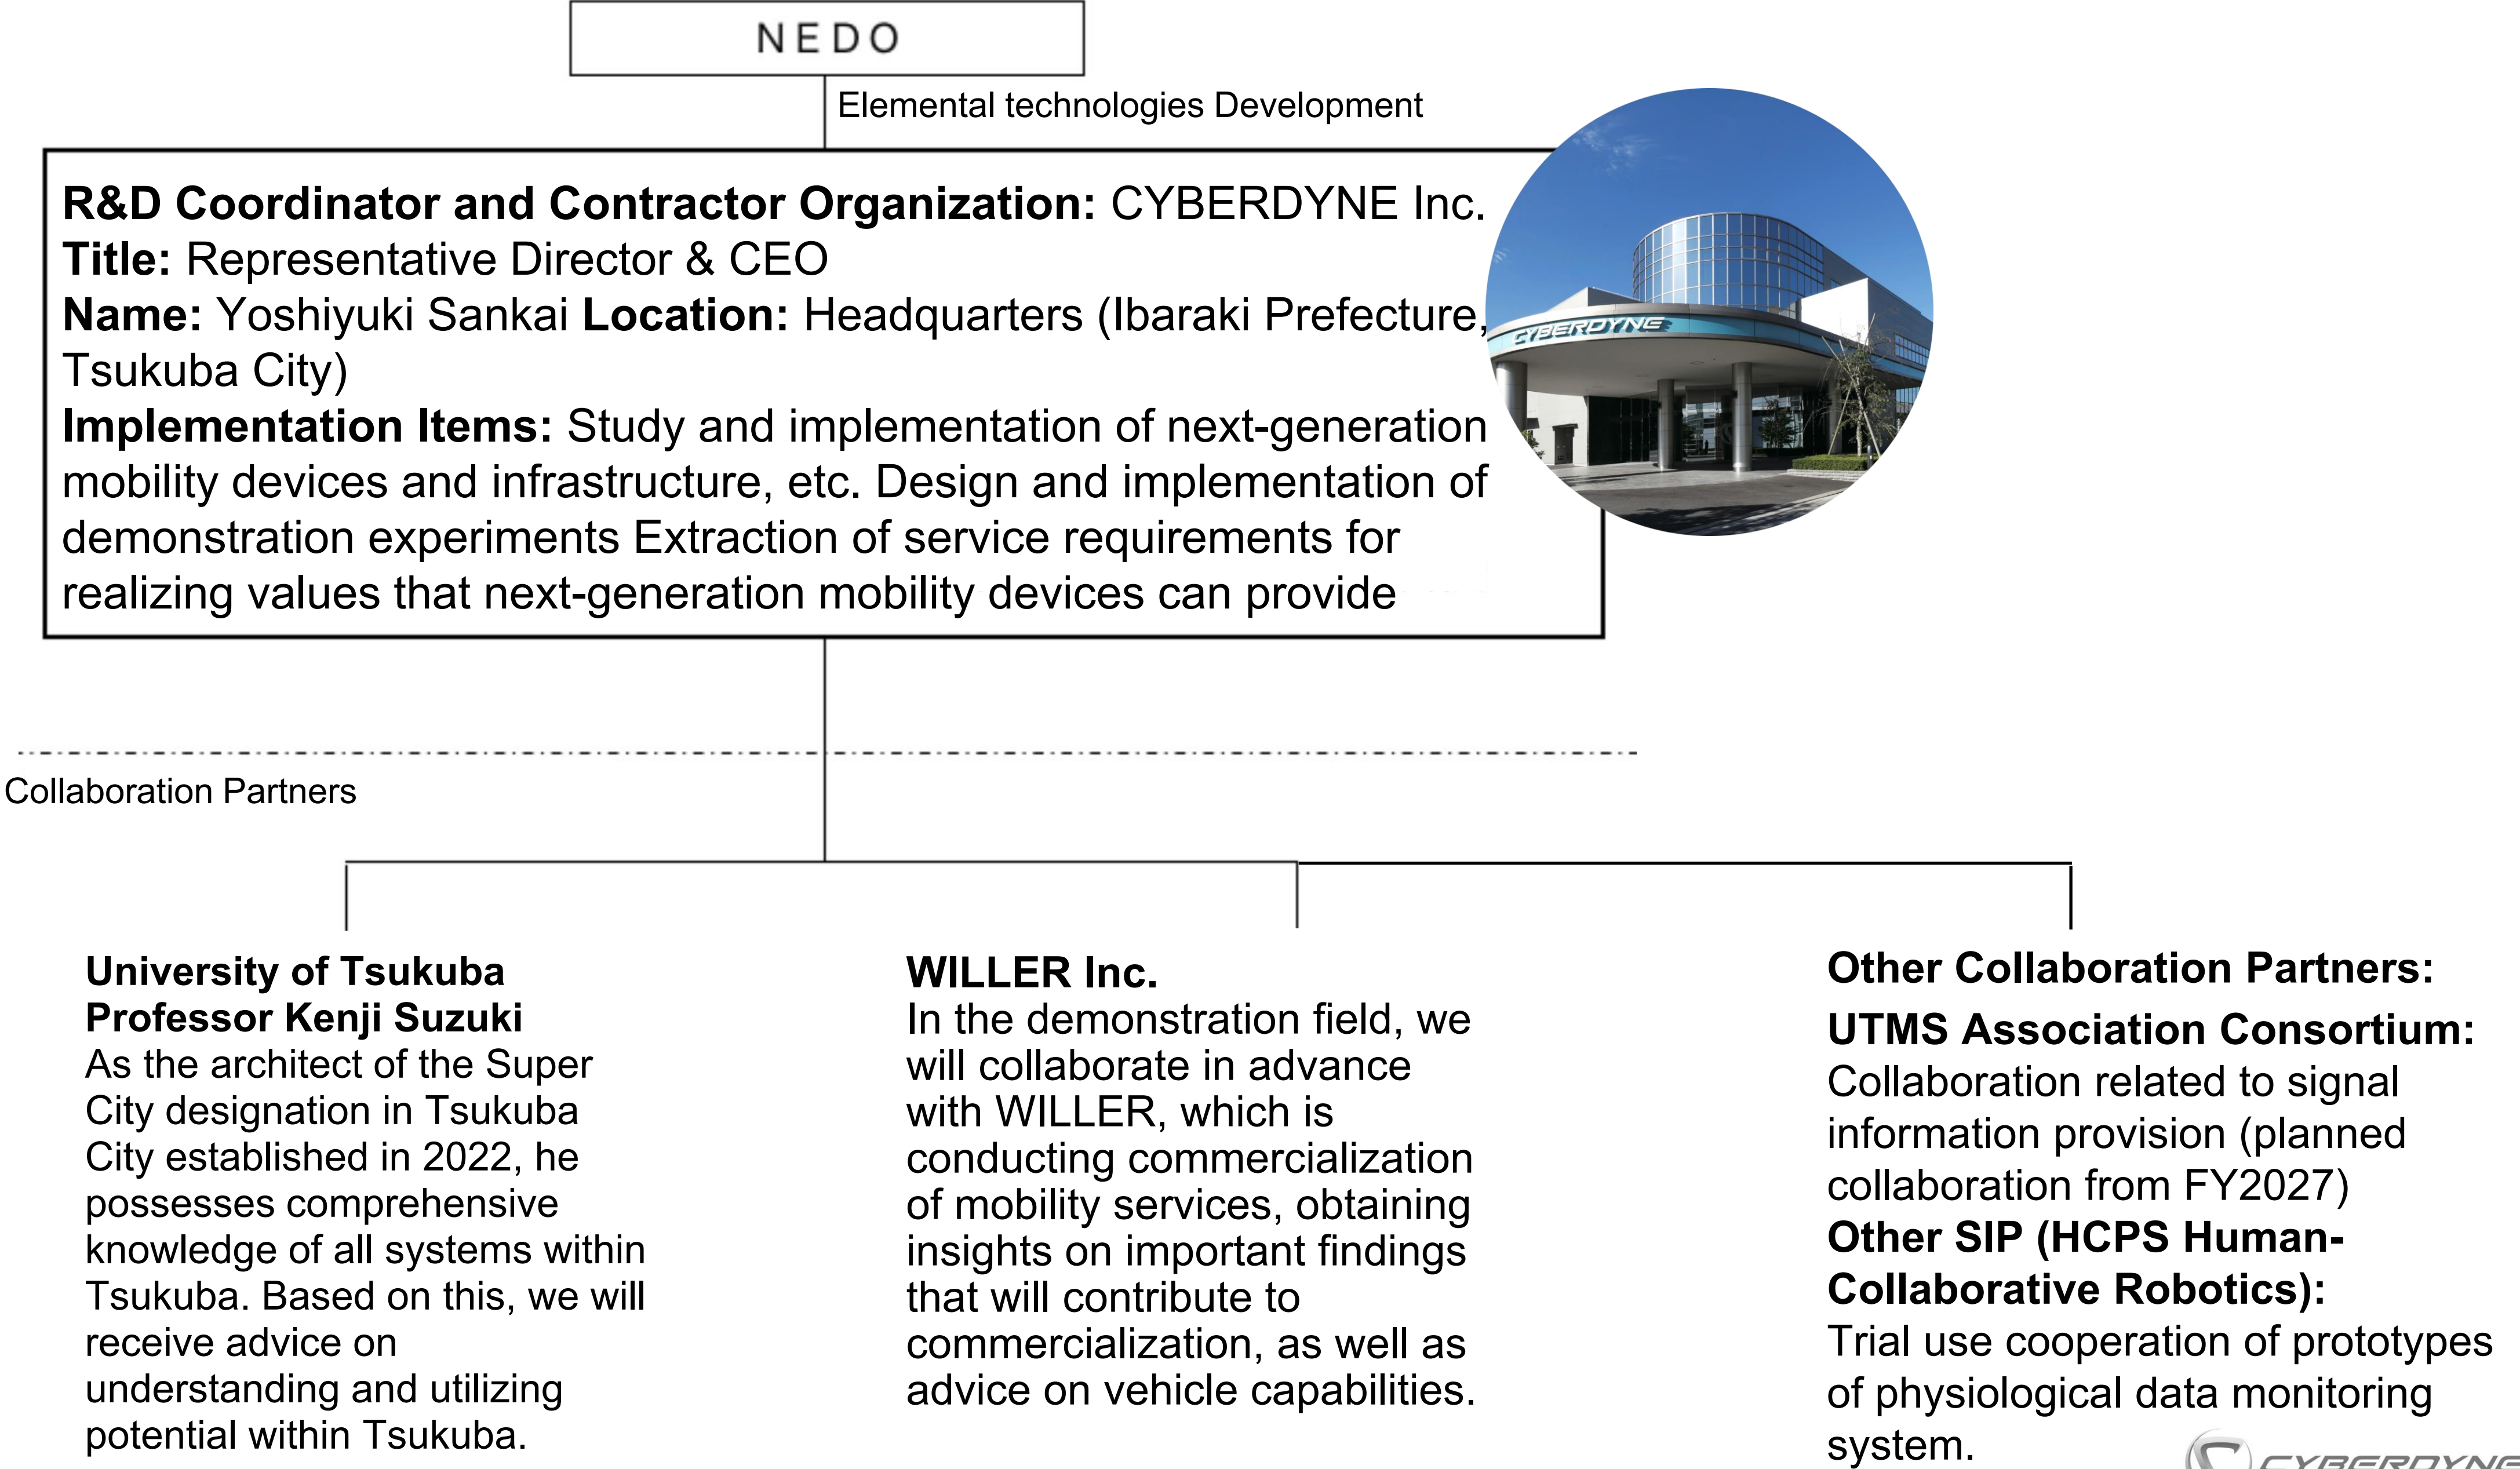 NEDO
Elemental technologies Development
R&D Coordinator and Contractor Organization: CYBERDYNE Inc.
Title: Representative Director & CEO
Name: Yoshiyuki Sankai Location: Headquarters (Ibaraki Prefecture,
Tsukuba City)
Implementation Items: Study and implementation of next-generation
mobility devices and infrastructure, etc. Design and implementation of
demonstration experiments Extraction of service requirements for
realizing values that next-generation mobility devices can provide
CYBERDYNE
Collaboration Partners
University of Tsukuba
Professor Kenji Suzuki
As the architect of the Super
City designation in Tsukuba
City established in 2022, he
possesses comprehensive
knowledge of all systems within
Tsukuba. Based on this, we will
receive advice on
understanding and utilizing
potential within Tsukuba.
WILLER Inc.
In the demonstration field, we
will collaborate in advance
with WILLER, which is
conducting commercialization
of mobility services, obtaining
insights on important findings
that will contribute to
commercialization, as well as
advice on vehicle capabilities.
Other Collaboration Partners:
UTMS Association Consortium:
Collaboration related to signal
information provision (planned
collaboration from FY2027)
Other SIP (HCPS Human-
Collaborative Robotics):
Trial use cooperation of prototypes
of physiological data monitoring
system.
CYBERDYNE